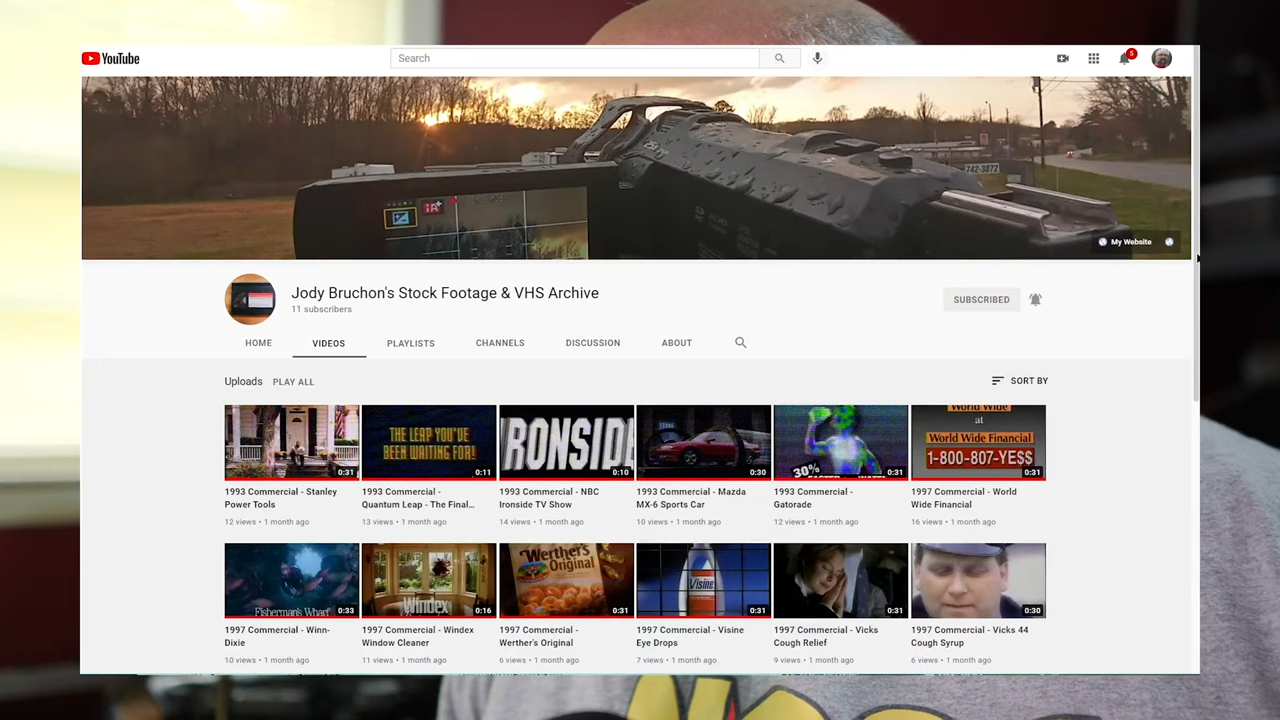 YouTube
Search
5
742-3872
My Website
Jody Bruchon's Stock Footage & VHS Archive
11 subscribers
SUBSCRIBED
HOME
VIDEOS
PLAYLISTS
CHANNELS
DISCUSSION
ABOUT
Uploads
PLAY ALL
SORT BY
0:31
THE LEAP YOU'VE
BEEN WAITING FOR!
0:11
IRONSID
0:10
0:30
30%
0:31
World Wide
at
World Wide Financial
1-800-807-YE$$
0:31
1993 Commercial - Stanley
Power Tools
12 views • 1 month ago
1993 Commercial -
Quantum Leap - The Final...
13 views • 1 month ago
1993 Commercial - NBC
Ironside TV Show
14 views • 1 month ago
1993 Commercial - Mazda
MX-6 Sports Car
10 views • 1 month ago
1993 Commercial -
Gatorade
12 views • 1 month ago
1997 Commercial - World
Wide Financial
16 views • 1 month ago
Fisherman's Wharf
0:33
Windex
0:16
Werther's
Original
0:31
Visine
0:31
0:31
0:30
1997 Commercial - Winn-
Dixie
10 views • 1 month ago
1997 Commercial - Windex
Window Cleaner
11 views • 1 month ago
1997 Commercial -
Werther's Original
6 views • 1 month ago
1997 Commercial - Visine
Eye Drops
7 views • 1 month ago
1997 Commercial - Vicks
Cough Relief
9 views • 1 month ago
1997 Commercial - Vicks 44
Cough Syrup
6 views • 1 month ago